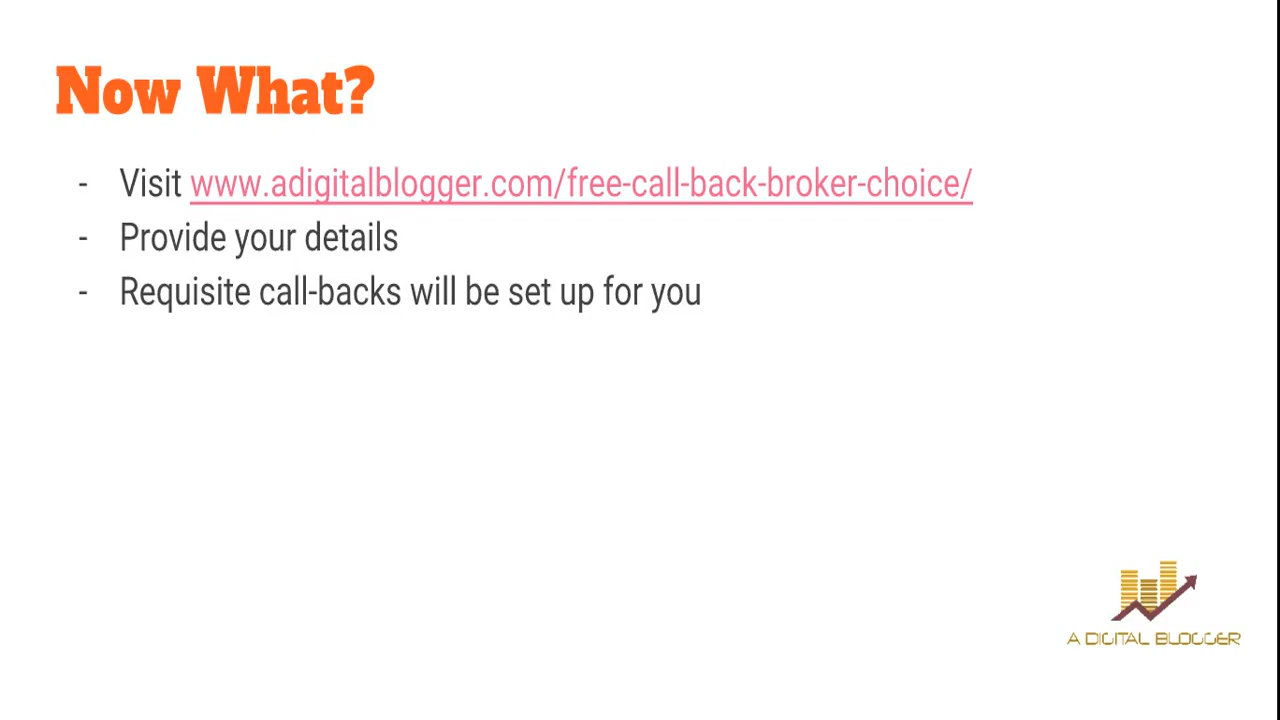 Now What?
- Visit www.adigitalblogger.com/free-call-back-broker-choice/
- Provide your details
- Requisite call-backs will be set up for you
A DIGITAL BLOGGER